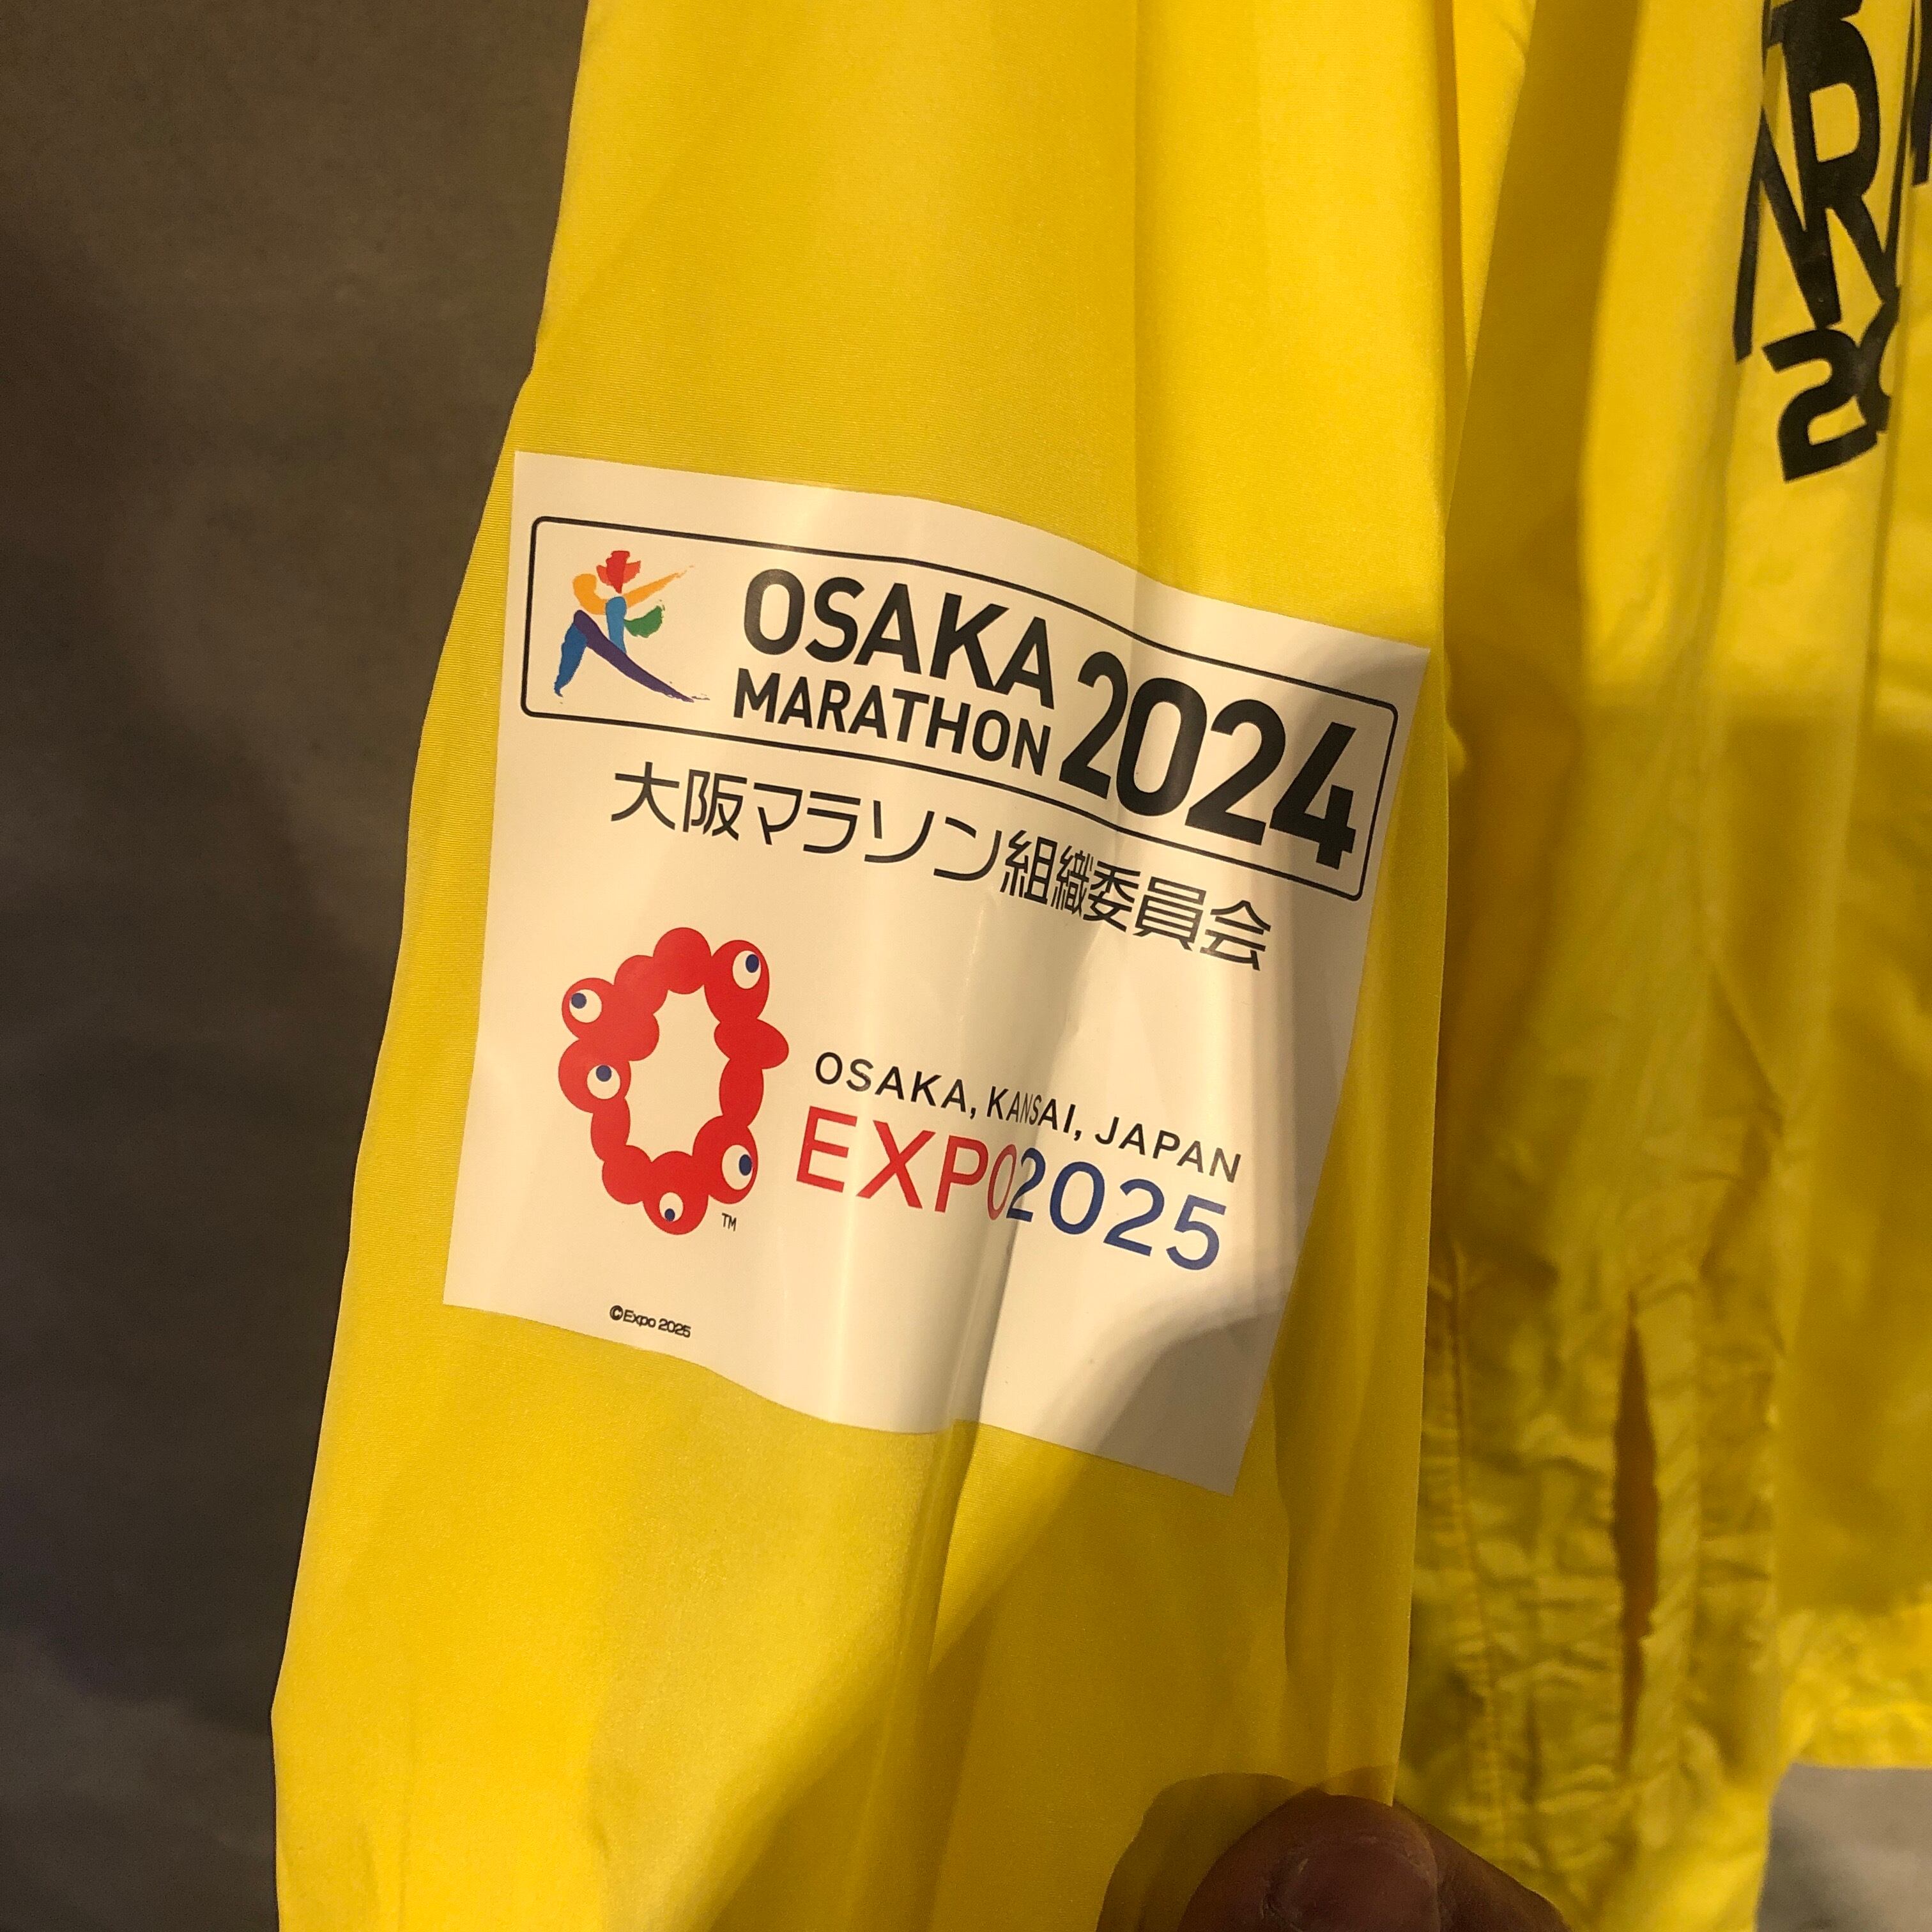 OSAKA
MARATHON 2024
大阪マラソン組織委員会
OSAKA, KANSAI, JAPAN
EXPO2025
TM
©Expo 2025